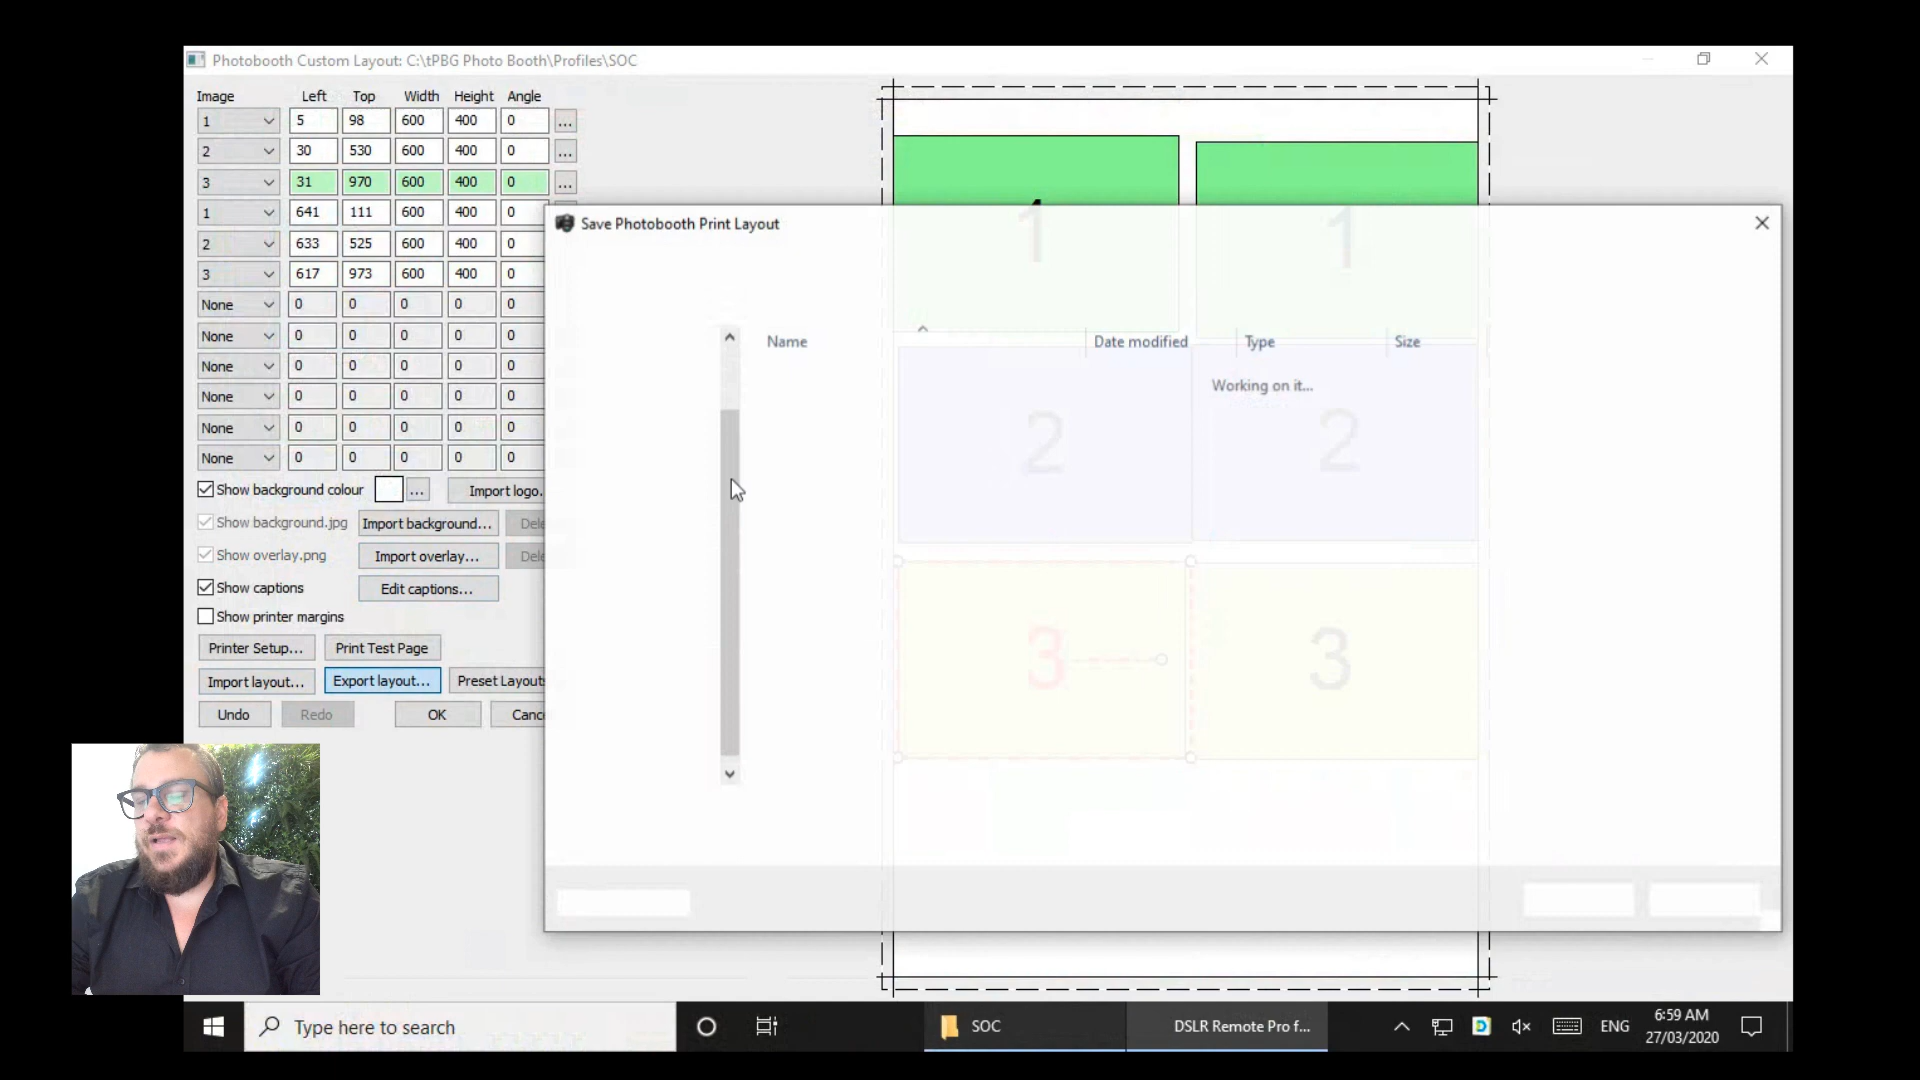 Photobooth Custom Layout: C:\tPBG Photo Booth\Profiles\SOC
Image Left Top Width Height Angle
1 5 98 600 400 0 ...
2 30 530 600 400 0 ...
3 31 970 600 400 0 ...
1 641 111 600 400 0
2 633 525 600 400 0
3 617 973 600 400 0
None 0 0 0 0 0
None 0 0 0 0 0
None 0 0 0 0 0
None 0 0 0 0 0
None 0 0 0 0 0
None 0 0 0 0 0
Show background colour ... Import logo.
Show background.jpg Import background... Dele
Show overlay.png Import overlay... Dele
Show captions Edit captions...
Show printer margins
Printer Setup... Print Test Page
Import layout... Export layout... Preset Layout
Undo Redo OK Canc
Save Photobooth Print Layout
1 1
Name Date modified Type Size
Working on it...
2 2
3 3
Type here to search
SOC
DSLR Remote Pro f...
ENG
6:59 AM
27/03/2020